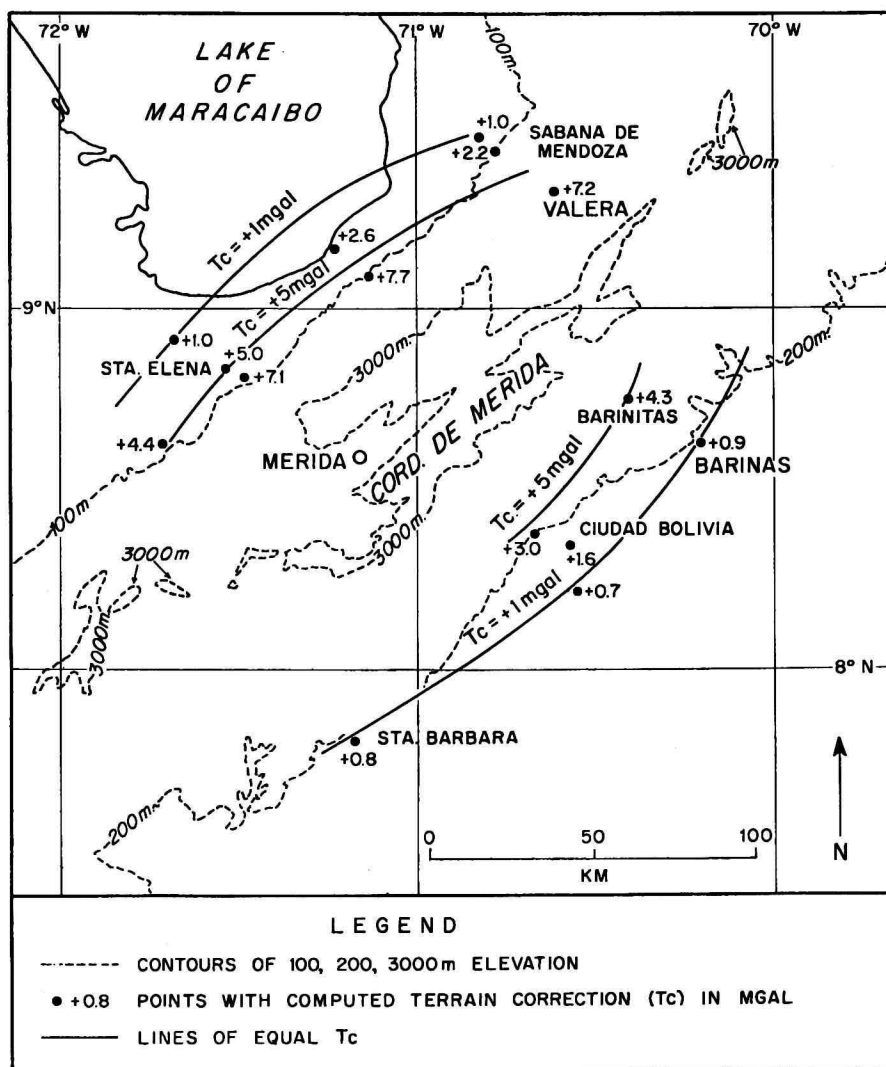 72° W
71° W
70° W
LAKE
OF
MARACAIBO
100m.
+1.0
SABANA DE
MENDOZA
+2.2
3000m
+7.2
VALERA
Tc = +1mgal
+2.6
Tc = +5mgal
+7.7
9° N
3000m.
200m.
+1.0
STA. ELENA
+5.0
+7.1
+4.3
BARINITAS
+4.4
MERIDA
CORD. DE MERIDA
+0.9
BARINAS
Tc. = +5mgal
100m
3000m.
CIUDAD BOLIVIA
+3.0
+1.6
3000m
+0.7
Tc = +1mgal
3000m.
8° N
STA. BARBARA
+0.8
200m.
0 50 100
KM
N
LEGEND
CONTOURS OF 100, 200, 3000m ELEVATION
+0.8 POINTS WITH COMPUTED TERRAIN CORRECTION (Tc) IN MGAL
LINES OF EQUAL Tc